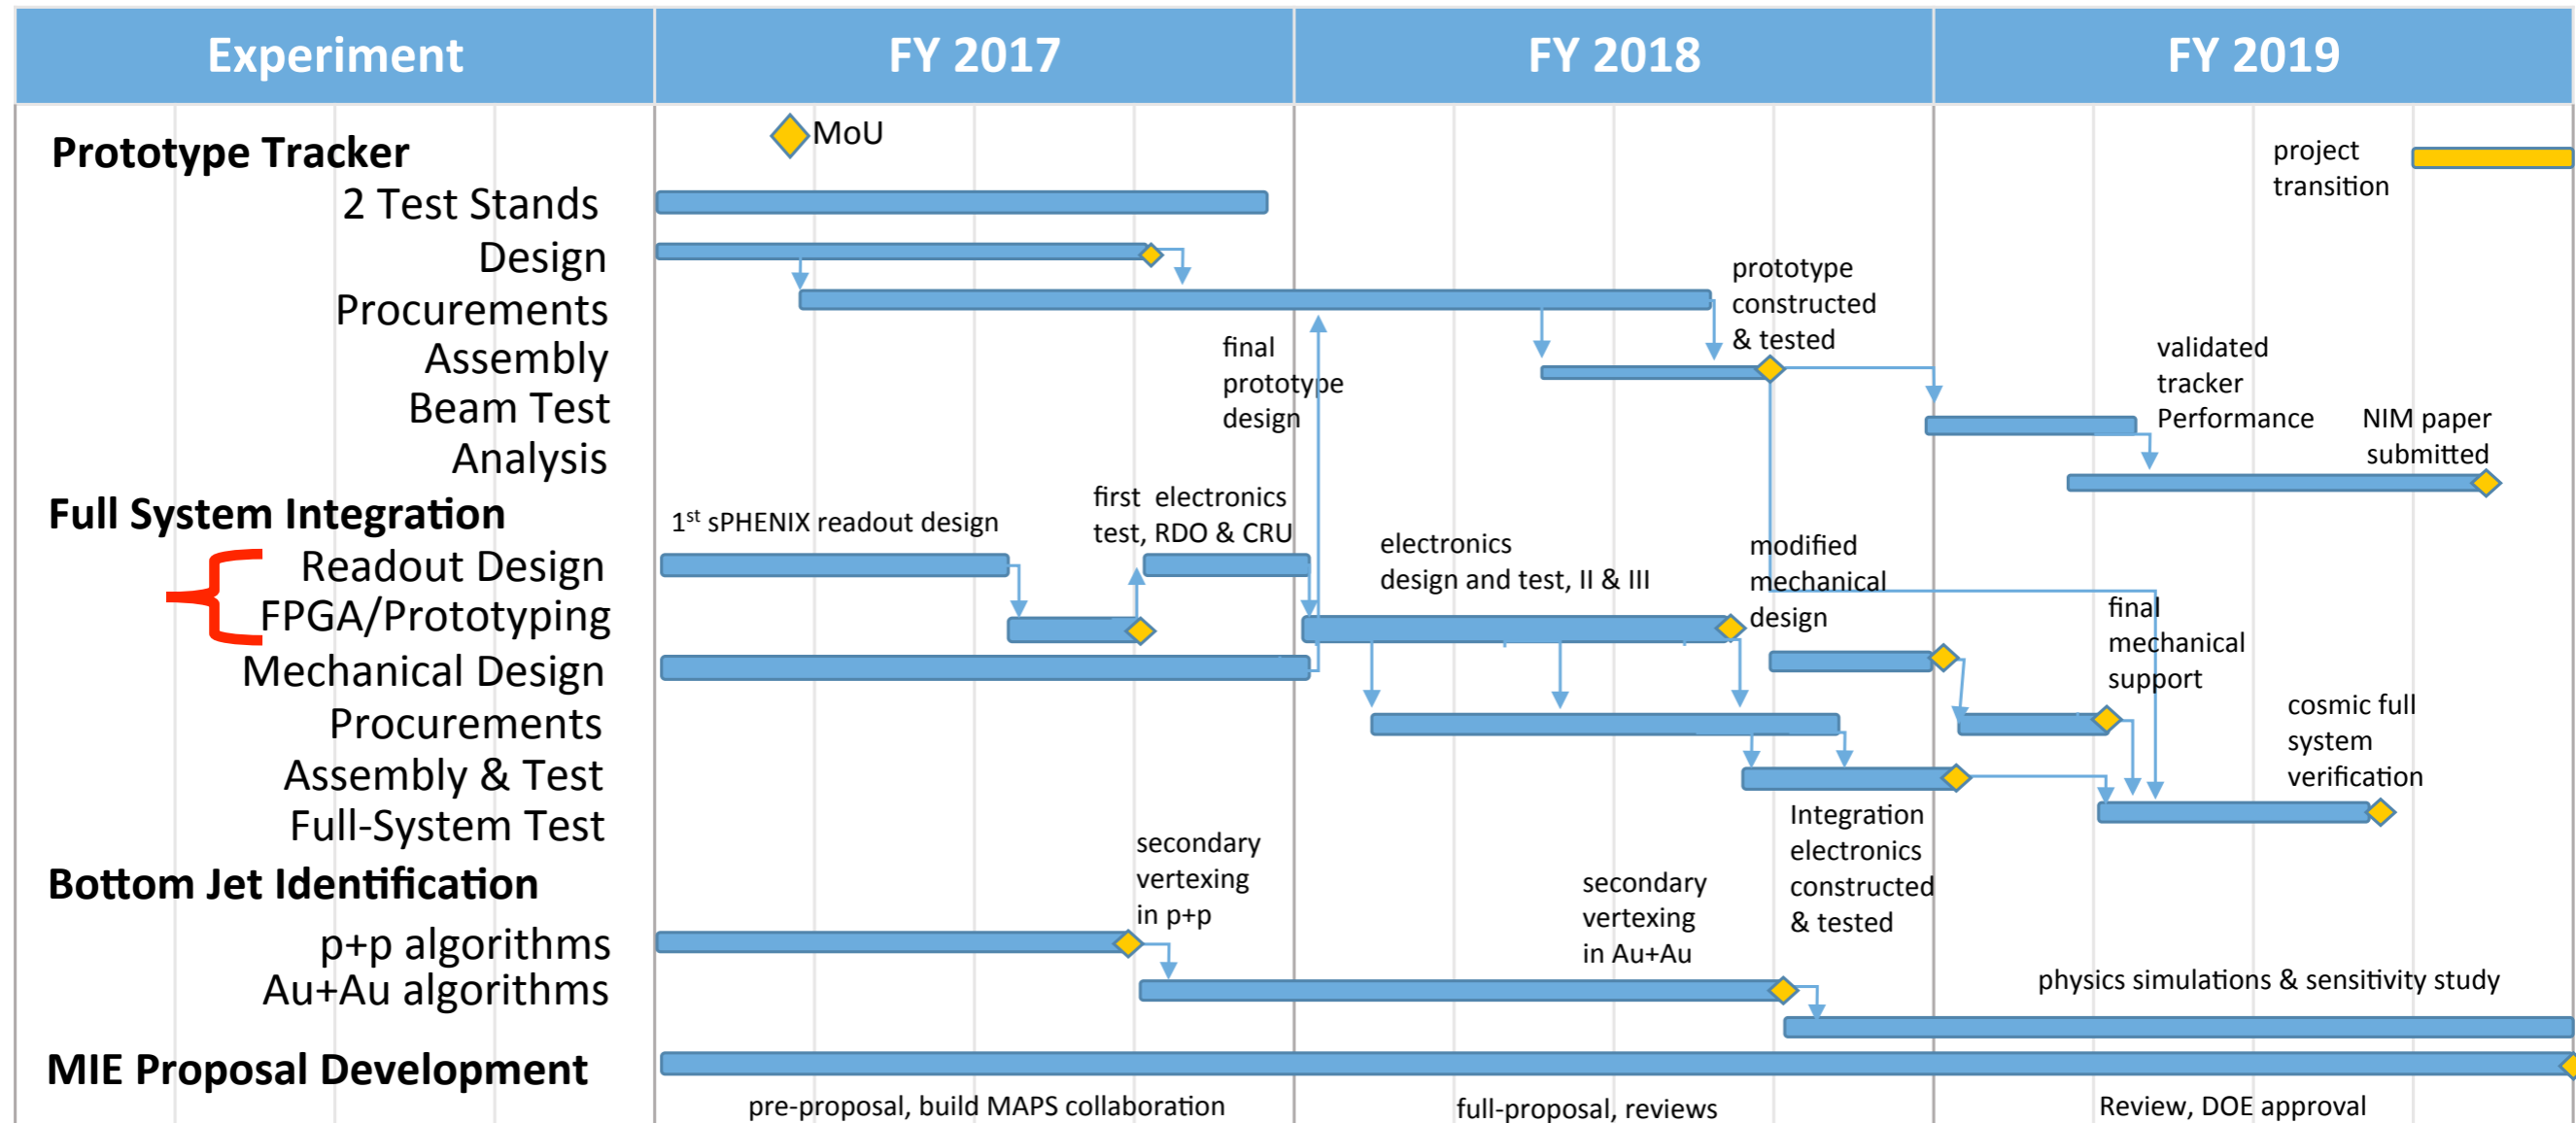 Experiment
FY 2017
FY 2018
FY 2019
Prototype Tracker
MoU
project
transition
2 Test Stands
Design
Procurements
prototype
constructed
& tested
Assembly
final
prototype
design
validated
tracker
Performance
Beam Test
NIM paper
submitted
Analysis
Full System Integration
1st sPHENIX readout design
first electronics
test, RDO & CRU
Readout Design
electronics
design and test, II & III
modified
mechanical
design
FPGA/Prototyping
final
mechanical
support
Mechanical Design
Procurements
cosmic full
system
verification
Assembly & Test
Full-System Test
Integration
electronics
constructed
& tested
Bottom Jet Identification
secondary
vertexing
in p+p
secondary
vertexing
in Au+Au
p+p algorithms
Au+Au algorithms
physics simulations & sensitivity study
MIE Proposal Development
pre-proposal, build MAPS collaboration
full-proposal, reviews
Review, DOE approval